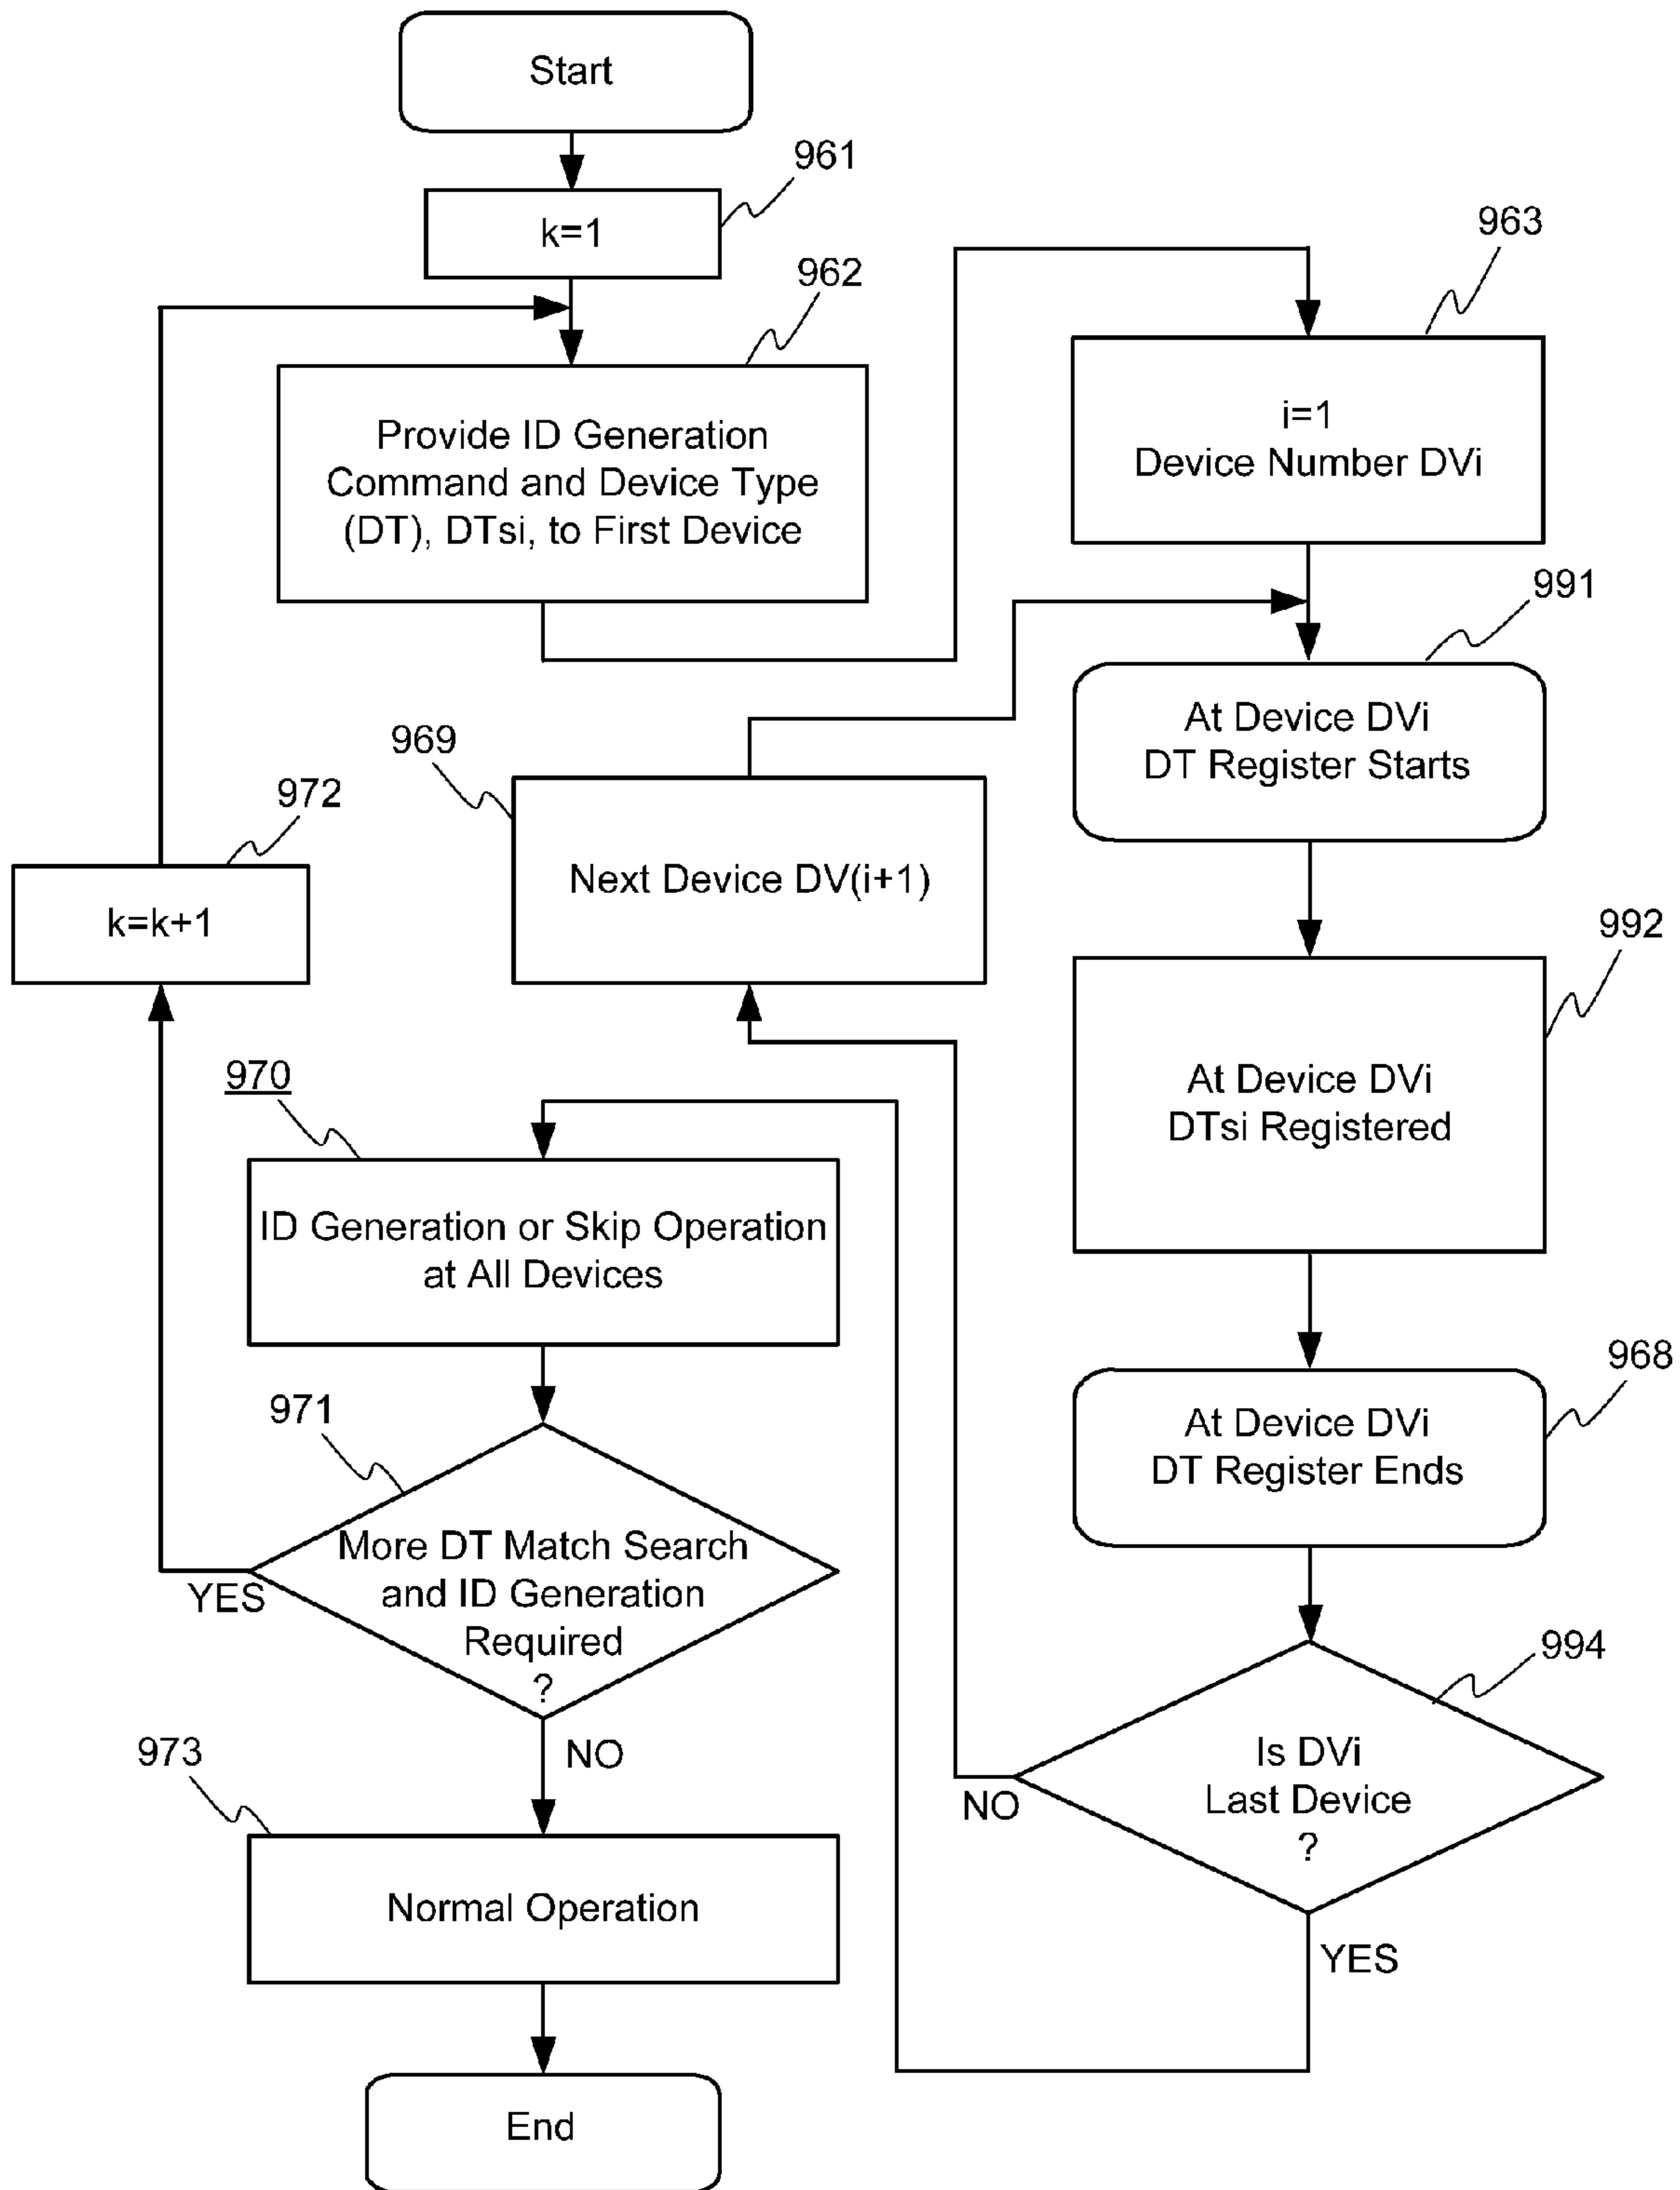 Start
961
k=1
962
Provide ID Generation
Command and Device Type
(DT), DTsi, to First Device
963
i=1
Device Number DVi
991
At Device DVi
DT Register Starts
969
Next Device DV(i+1)
972
k=k+1
992
At Device DVi
DTsi Registered
970
ID Generation or Skip Operation
at All Devices
968
At Device DVi
DT Register Ends
971
More DT Match Search
and ID Generation
Required
?
YES
NO
994
Is DVi
Last Device
?
NO
YES
973
Normal Operation
End